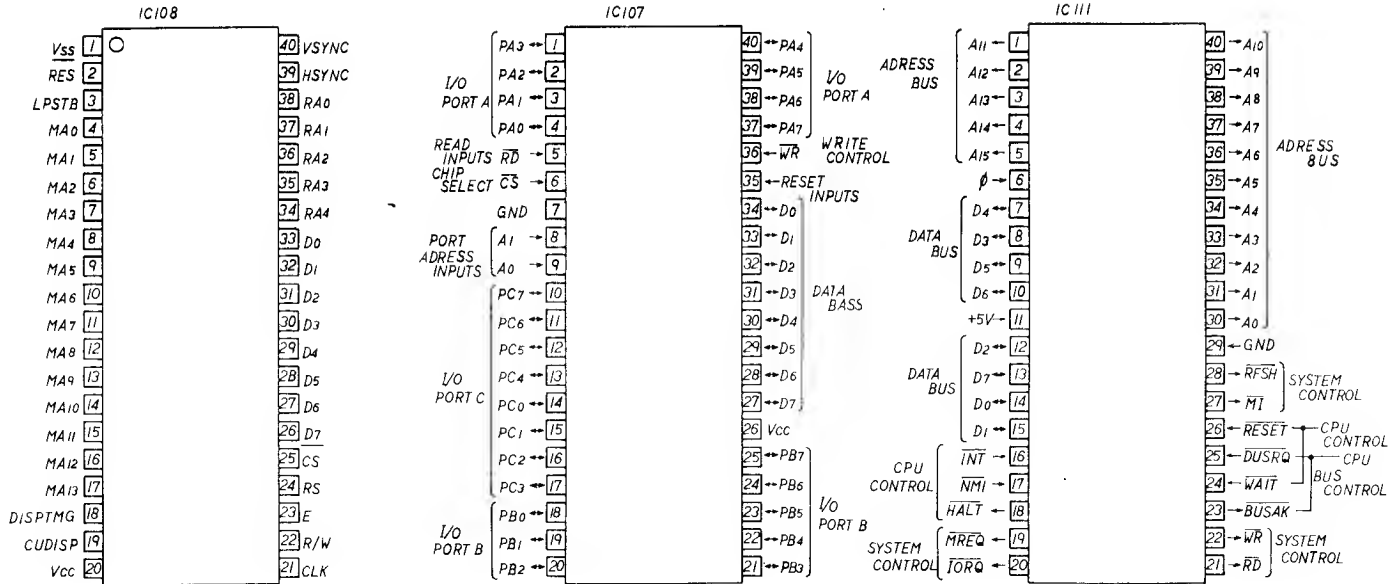 IC108
Vss 1
RES 2
LPSTB 3
MA0 4
MA1 5
MA2 6
MA3 7
MA4 8
MA5 9
MA6 10
MA7 11
MA8 12
MA9 13
MA10 14
MA11 15
MA12 16
MA13 17
DISPTMG 18
CUDISP 19
Vcc 20
40 VSYNC
39 HSYNC
38 RA0
37 RA1
36 RA2
35 RA3
34 RA4
33 D0
32 D1
31 D2
30 D3
29 D4
28 D5
27 D6
26 D7
25 CS
24 RS
23 E
22 R/W
21 CLK
IC107
I/O
PORT A
PA3 ↔ 1
PA2 ↔ 2
PA1 ↔ 3
PA0 ↔ 4
READ
INPUTS RD → 5
CHIP
SELECT CS → 6
GND 7
PORT
ADRESS
INPUTS
A1 → 8
A0 → 9
I/O
PORT C
PC7 ↔ 10
PC6 ↔ 11
PC5 ↔ 12
PC4 ↔ 13
PC0 ↔ 14
PC1 ↔ 15
PC2 ↔ 16
PC3 ↔ 17
I/O
PORT B
PB0 ↔ 18
PB1 ↔ 19
PB2 ↔ 20
40 ↔ PA4
39 ↔ PA5
38 ↔ PA6
37 ↔ PA7
I/O
PORT A
36 ← WR WRITE
CONTROL
35 ← RESET
INPUTS
34 ↔ D0
33 ↔ D1
32 ↔ D2
31 ↔ D3
30 ↔ D4
29 ↔ D5
28 ↔ D6
27 ↔ D7
DATA
BASS
26 Vcc
25 ↔ PB7
24 ↔ PB6
23 ↔ PB5
22 ↔ PB4
21 ↔ PB3
I/O
PORT B
IC111
ADRESS
BUS
A11 ← 1
A12 ← 2
A13 ← 3
A14 ← 4
A15 ← 5
ϕ → 6
DATA
BUS
D4 ↔ 7
D3 ↔ 8
D5 ↔ 9
D6 ↔ 10
+5V 11
DATA
BUS
D2 ↔ 12
D7 ↔ 13
D0 ↔ 14
D1 ↔ 15
CPU
CONTROL
INT → 16
NMI → 17
HALT ← 18
SYSTEM
CONTROL
MREQ ← 19
IORQ ← 20
40 → A10
39 → A9
38 → A8
37 → A7
36 → A6
35 → A5
34 → A4
33 → A3
32 → A2
31 → A1
30 → A0
ADRESS
BUS
29 ← GND
28 → RFSH
27 → MI
SYSTEM
CONTROL
26 ← RESET
25 ← DUSRQ
24 ← WAIT
23 ← BUSAK
CPU
CONTROL
CPU
BUS
CONTROL
22 → WR
21 → RD
SYSTEM
CONTROL